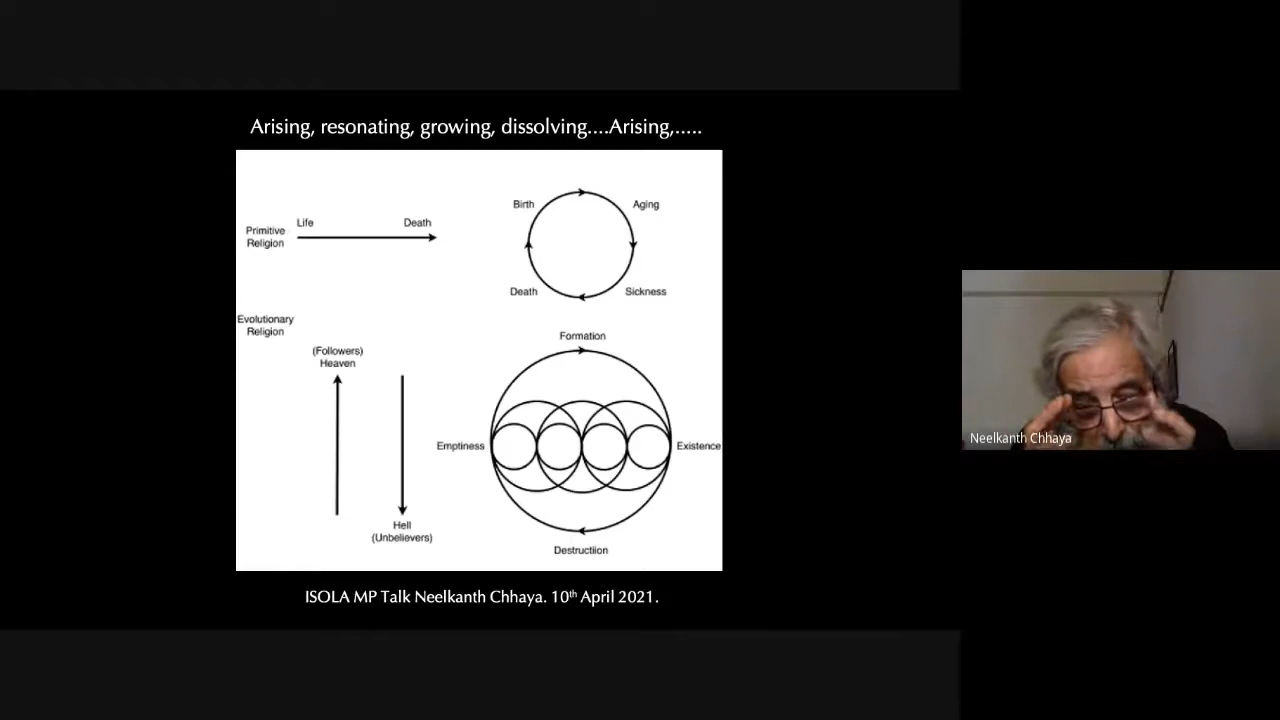 Arising, resonating, growing, dissolving....Arising,.....
Primitive
Religion
Life
Death
Birth
Aging
Death
Sickness
Evolutionary
Religion
(Followers)
Heaven
Hell
(Unbelievers)
Formation
Emptiness
Existence
Destructiion
ISOLA MP Talk Neelkanth Chhaya. 10th April 2021.
Neelkanth Chhaya